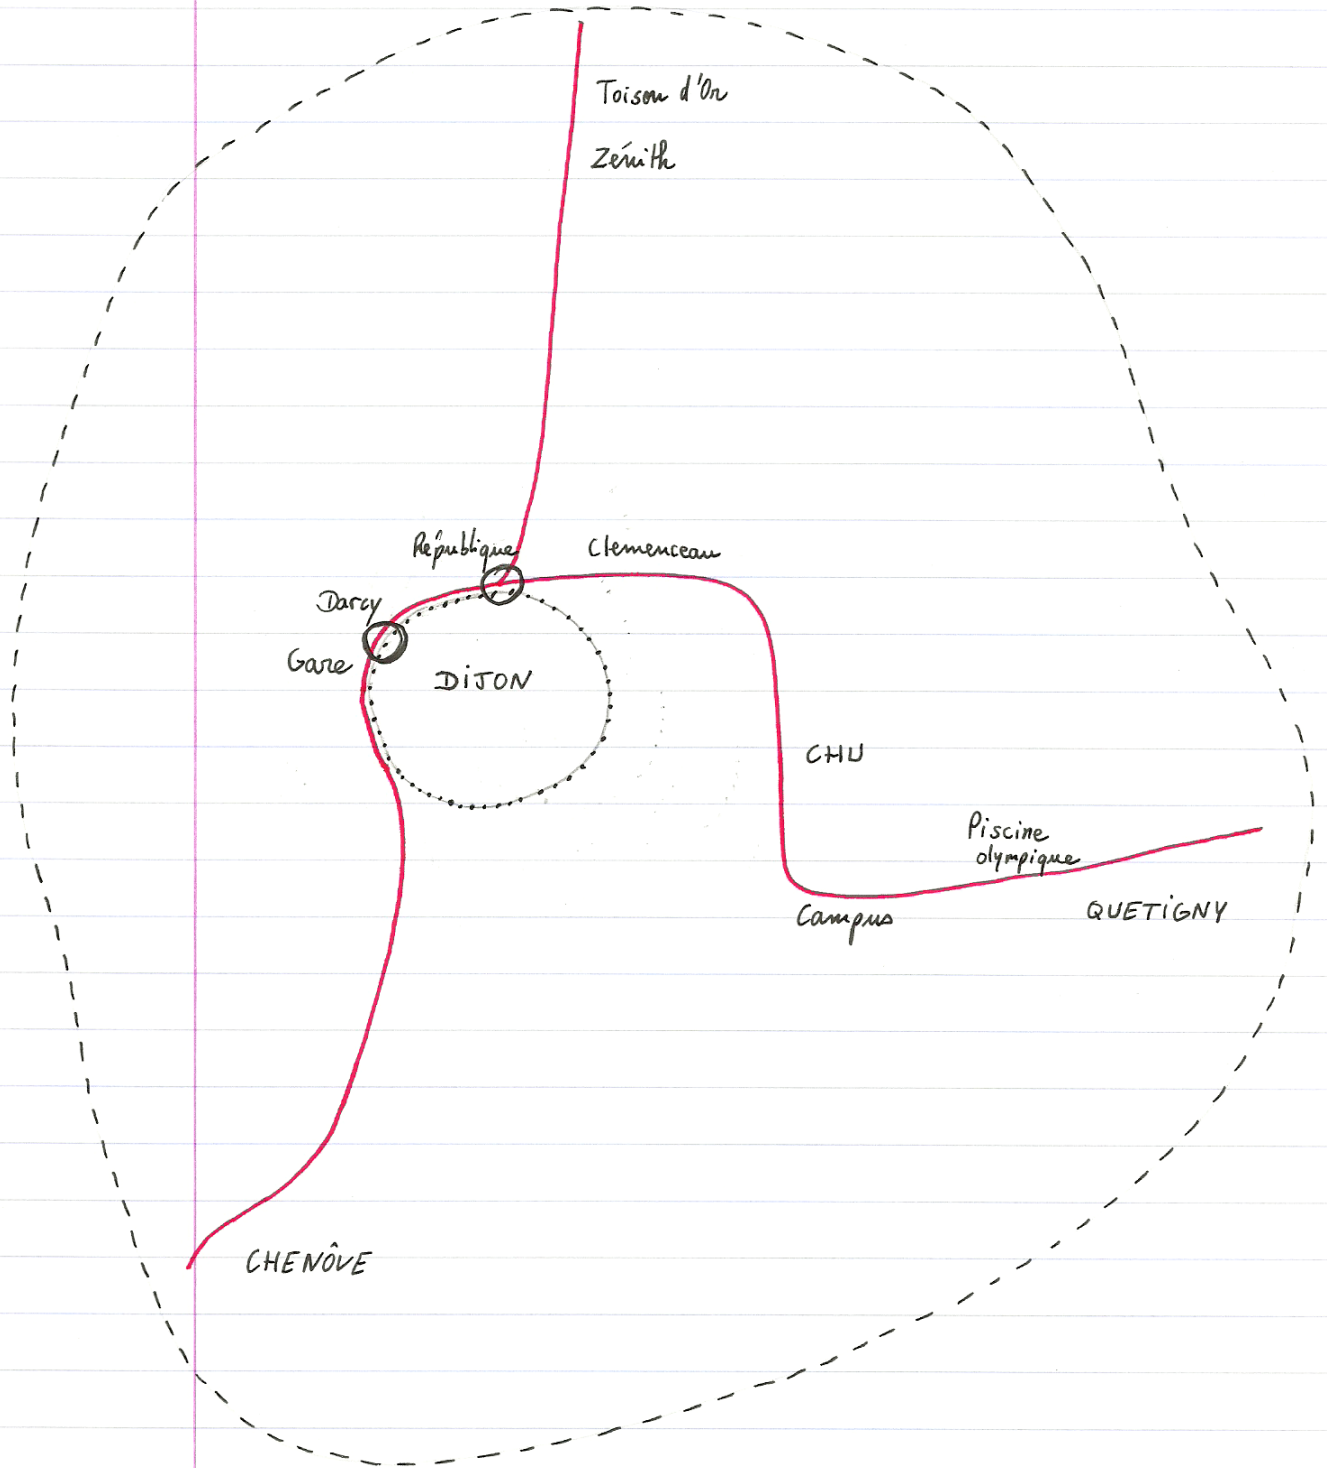 Toison d'Or
Zénith
République
Clemenceau
Darcy
Gare
DiJON
CHU
Piscine
olympique
Campus
QUETiGNY
CHENÔVE